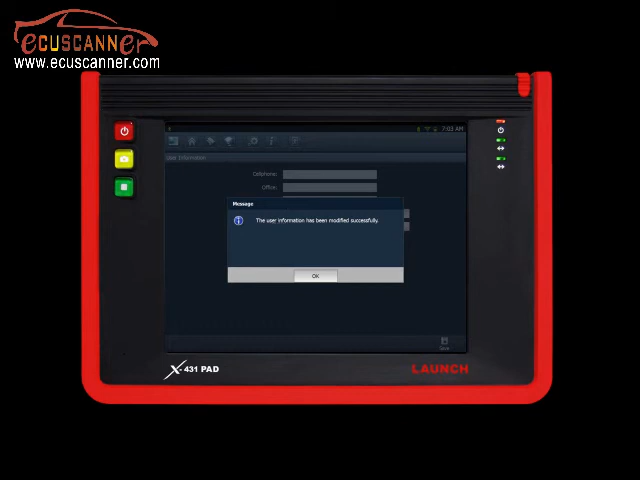 ecuscanner
www.ecuscanner.com
7:03 AM
User Information
Cellphone:
Office:
Message
The user information has been modified successfully.
OK
Save
X-431 PAD
LAUNCH